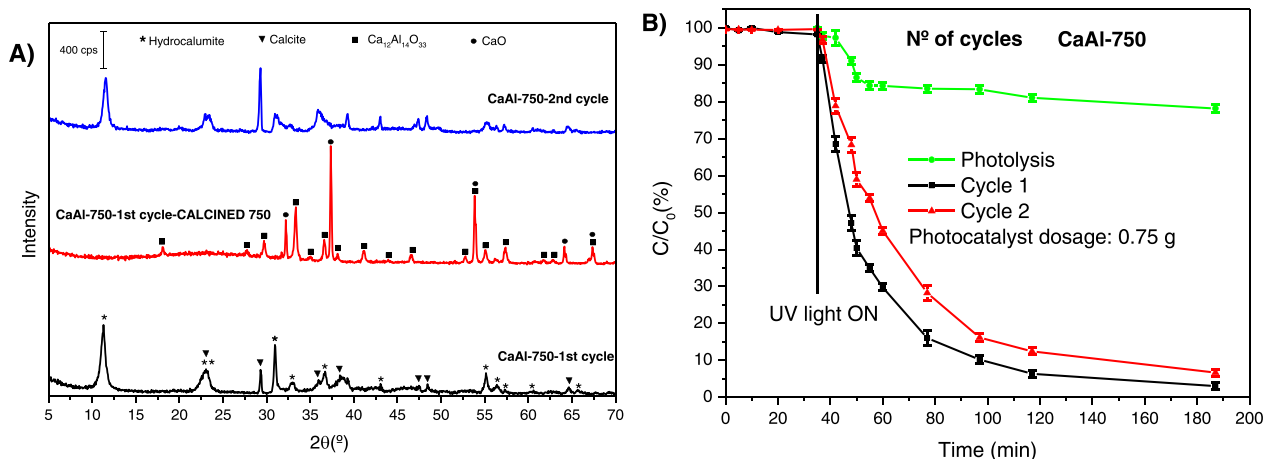 A)
400 cps
* Hydrocalumite ▼ Calcite ■ Ca₁₂Al₁₄O₃₃ ● CaO
CaAl-750-2nd cycle
CaAl-750-1st cycle-CALCINED 750
CaAl-750-1st cycle
Intensity
5 10 15 20 25 30 35 40 45 50 55 60 65 70
2θ(º)
B)
Nº of cycles CaAl-750
100
90
80
70
60
50
40
30
20
10
0
C/C₀(%)
Photolysis
Cycle 1
Cycle 2
Photocatalyst dosage: 0.75 g
UV light ON
0 20 40 60 80 100 120 140 160 180 200
Time (min)